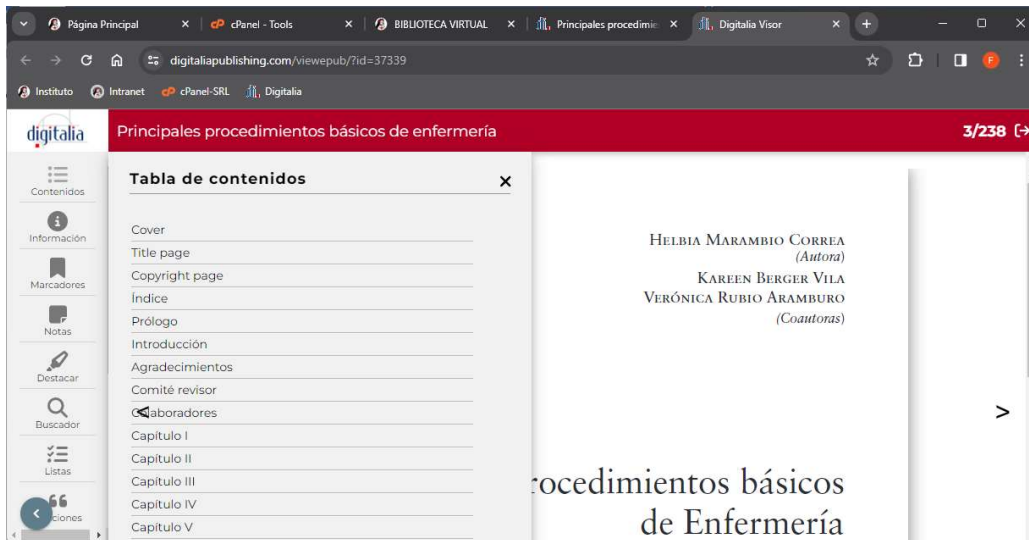 Página Principal
cPanel - Tools
BIBLIOTECA VIRTUAL
Principales procedimie
Digitalia Visor
digitaliapublishing.com/viewepub/?id=37339
F
Instituto
Intranet
cPanel-SRL
Digitalia
digitalia
Principales procedimientos básicos de enfermería
3/238
Contenidos
Información
Marcadores
Notas
Destacar
Buscador
Listas
ciones
Tabla de contenidos
Cover
Title page
Copyright page
Índice
Prólogo
Introducción
Agradecimientos
Comité revisor
Colaboradores
Capítulo I
Capítulo II
Capítulo III
Capítulo IV
Capítulo V
HELBIA MARAMBIO CORREA
(Autora)
KAREEN BERGER VILA
VERÓNICA RUBIO ARAMBURO
(Coautoras)
rocedimientos básicos
de Enfermería